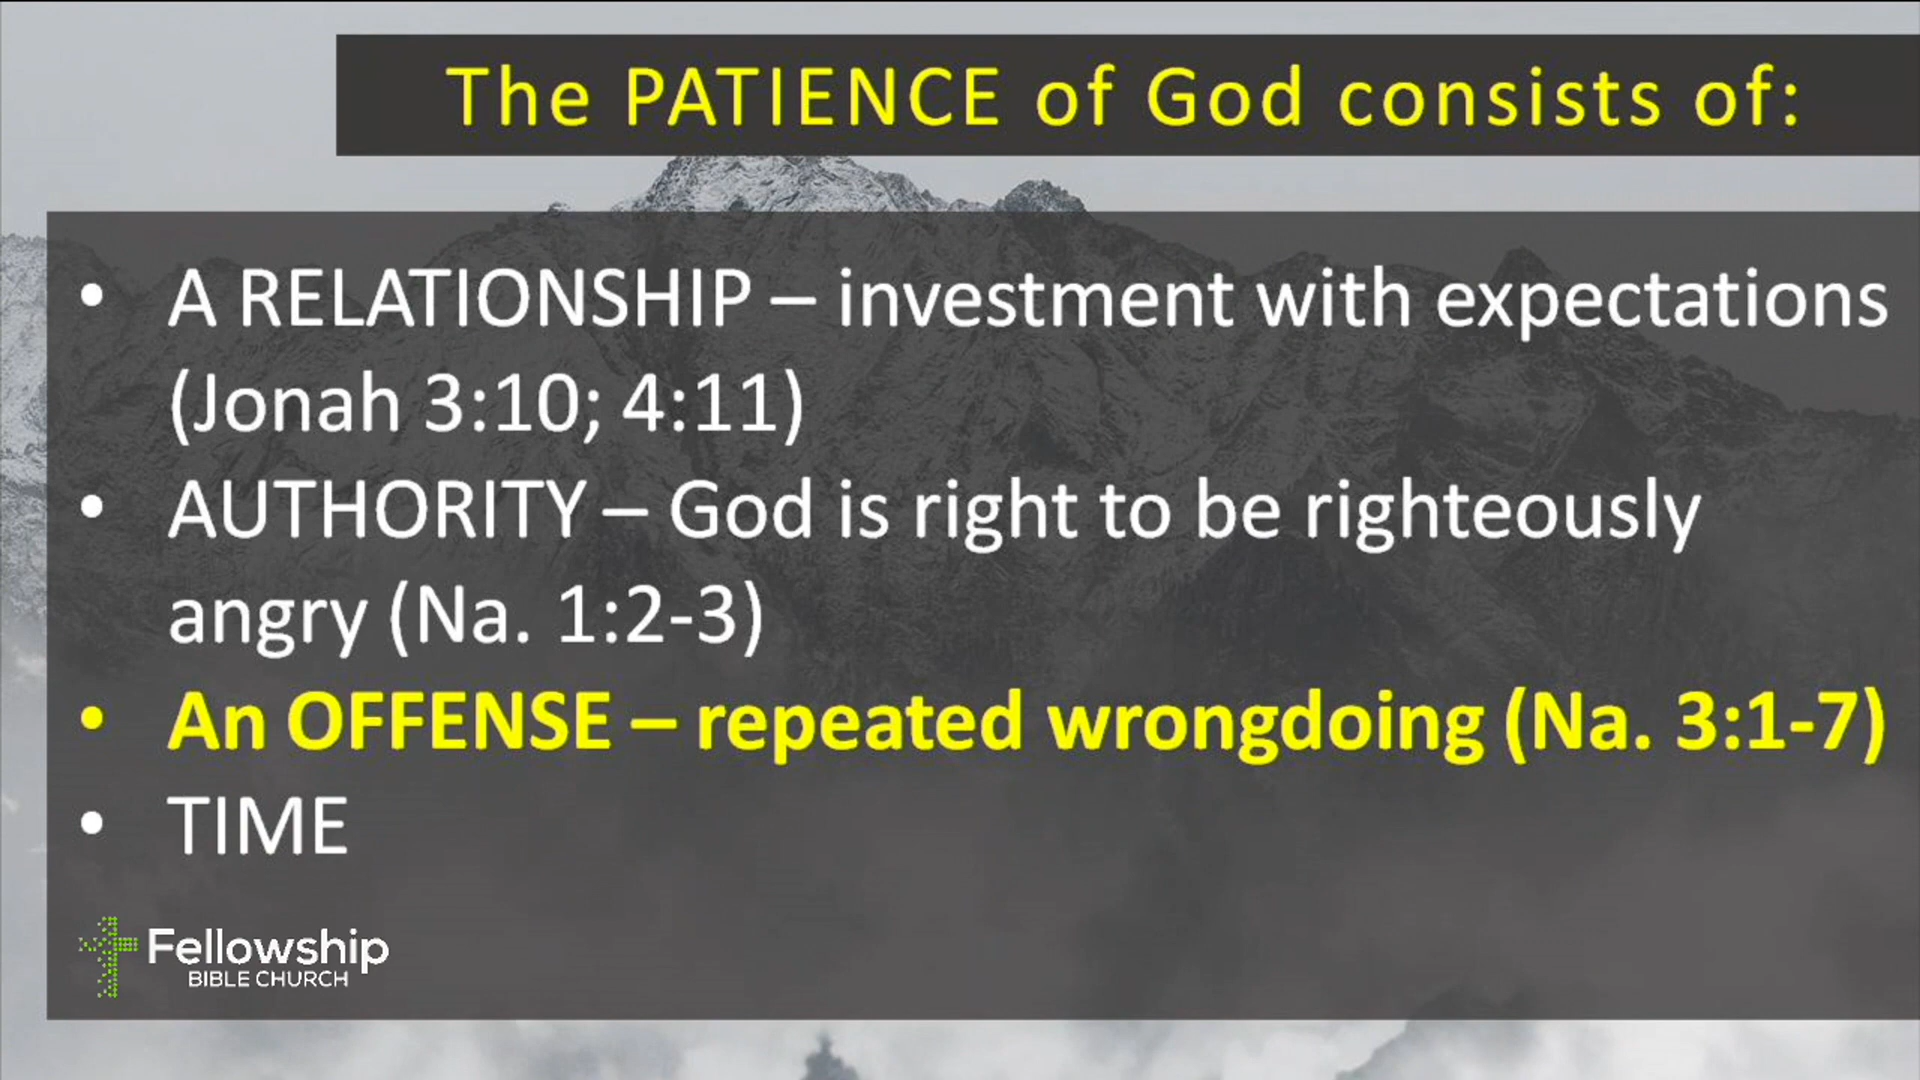 The PATIENCE of God consists of:
• A RELATIONSHIP – investment with expectations
(Jonah 3:10; 4:11)
• AUTHORITY – God is right to be righteously
angry (Na. 1:2-3)
• An OFFENSE – repeated wrongdoing (Na. 3:1-7)
• TIME
Fellowship
BIBLE CHURCH